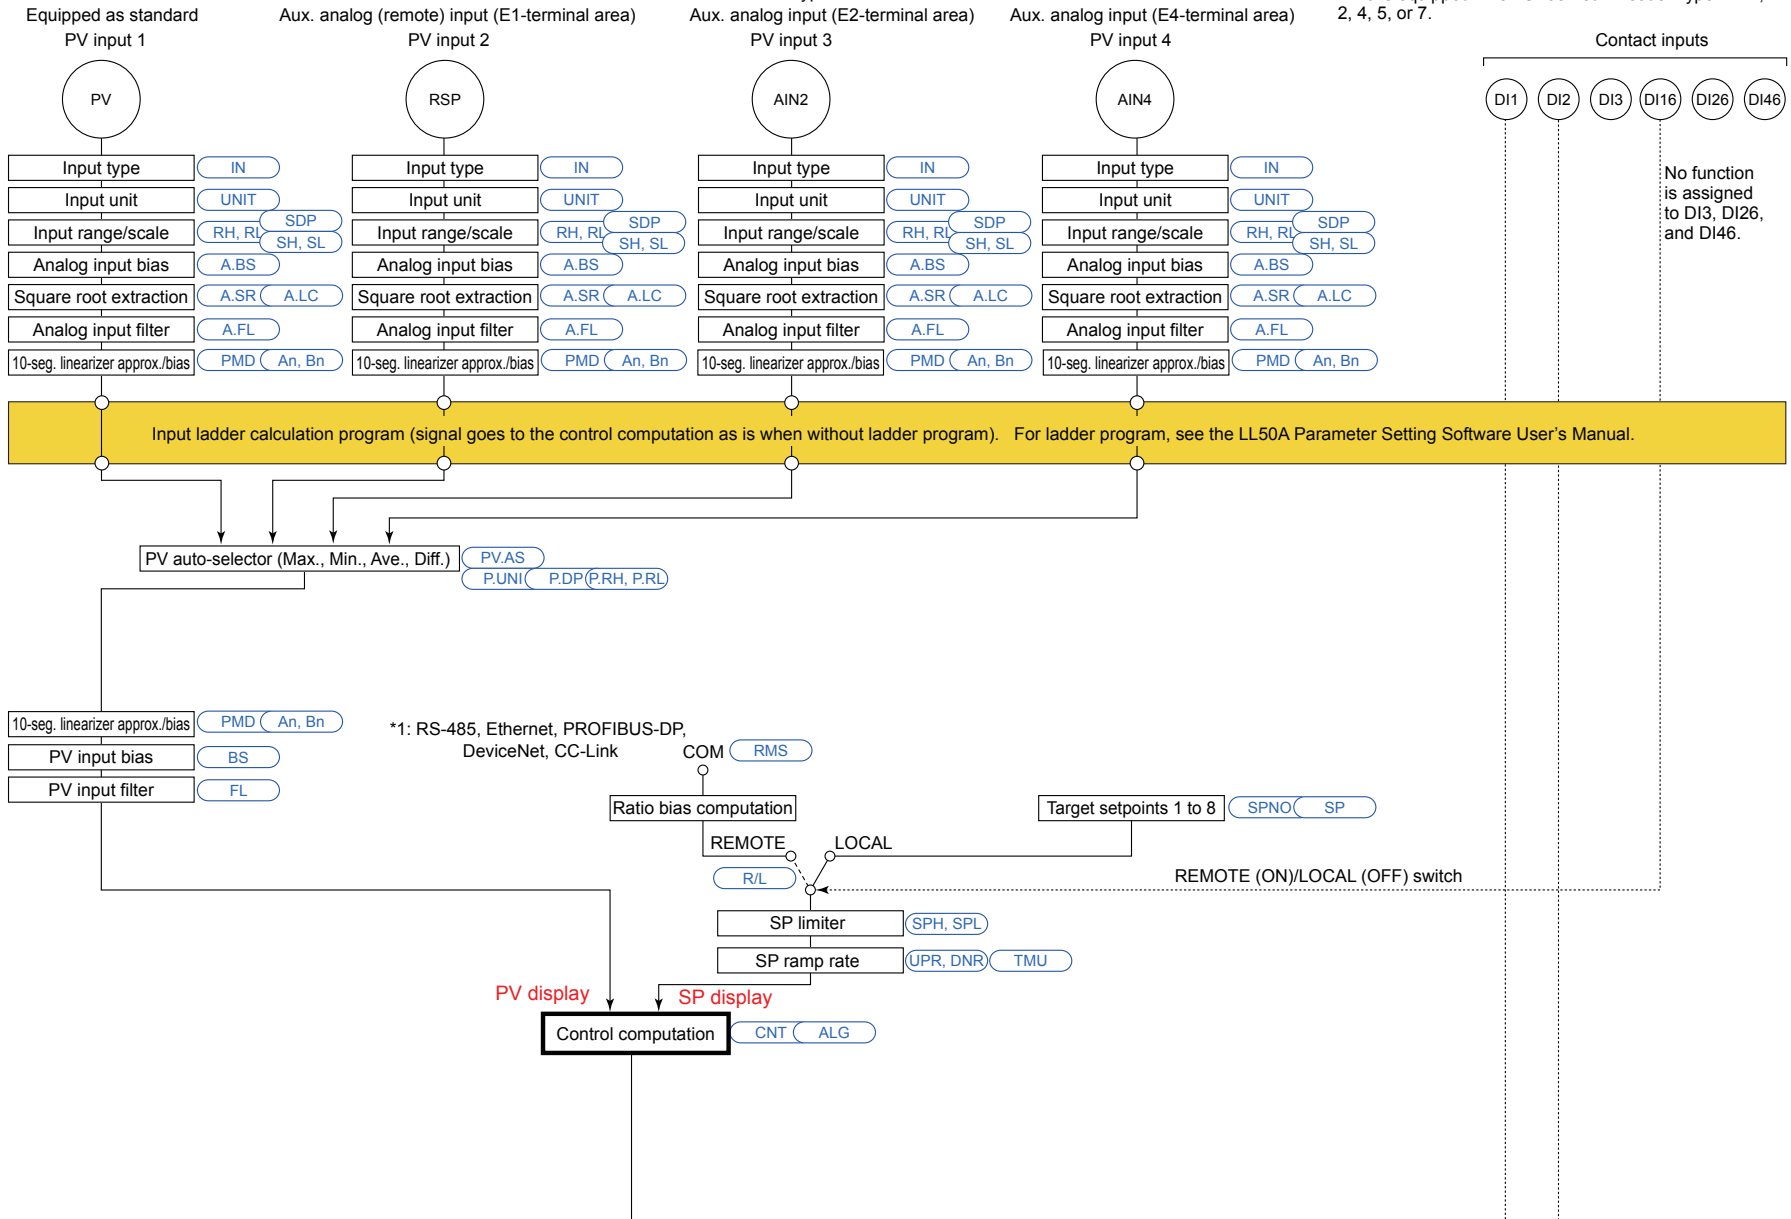 Equipped as standard
Aux. analog (remote) input (E1-terminal area)
Aux. analog input (E2-terminal area)
Aux. analog input (E4-terminal area)
2, 4, 5, or 7.
PV input 1
PV input 2
PV input 3
PV input 4
Contact inputs
PV
RSP
AIN2
AIN4
DI1
DI2
DI3
DI16
DI26
DI46
Input type
IN
Input type
IN
Input type
IN
Input type
IN
No function
is assigned
to DI3, DI26,
and DI46.
Input unit
UNIT
Input unit
UNIT
Input unit
UNIT
Input unit
UNIT
Input range/scale
RH, RL
SDP
SH, SL
Input range/scale
RH, RL
SDP
SH, SL
Input range/scale
RH, RL
SDP
SH, SL
Input range/scale
RH, RL
SDP
SH, SL
Analog input bias
A.BS
Analog input bias
A.BS
Analog input bias
A.BS
Analog input bias
A.BS
Square root extraction
A.SR
A.LC
Square root extraction
A.SR
A.LC
Square root extraction
A.SR
A.LC
Square root extraction
A.SR
A.LC
Analog input filter
A.FL
Analog input filter
A.FL
Analog input filter
A.FL
Analog input filter
A.FL
10-seg. linearizer approx./bias
PMD
An, Bn
10-seg. linearizer approx./bias
PMD
An, Bn
10-seg. linearizer approx./bias
PMD
An, Bn
10-seg. linearizer approx./bias
PMD
An, Bn
Input ladder calculation program (signal goes to the control computation as is when without ladder program). For ladder program, see the LL50A Parameter Setting Software User's Manual.
PV auto-selector (Max., Min., Ave., Diff.)
PV.AS
P.UNI
P.DP
P.RH, P.RL
10-seg. linearizer approx./bias
PMD
An, Bn
PV input bias
BS
PV input filter
FL
*1: RS-485, Ethernet, PROFIBUS-DP,
DeviceNet, CC-Link
COM
RMS
Ratio bias computation
Target setpoints 1 to 8
SPNO
SP
REMOTE
LOCAL
R/L
REMOTE (ON)/LOCAL (OFF) switch
SP limiter
SPH, SPL
SP ramp rate
UPR, DNR
TMU
PV display
SP display
Control computation
CNT
ALG